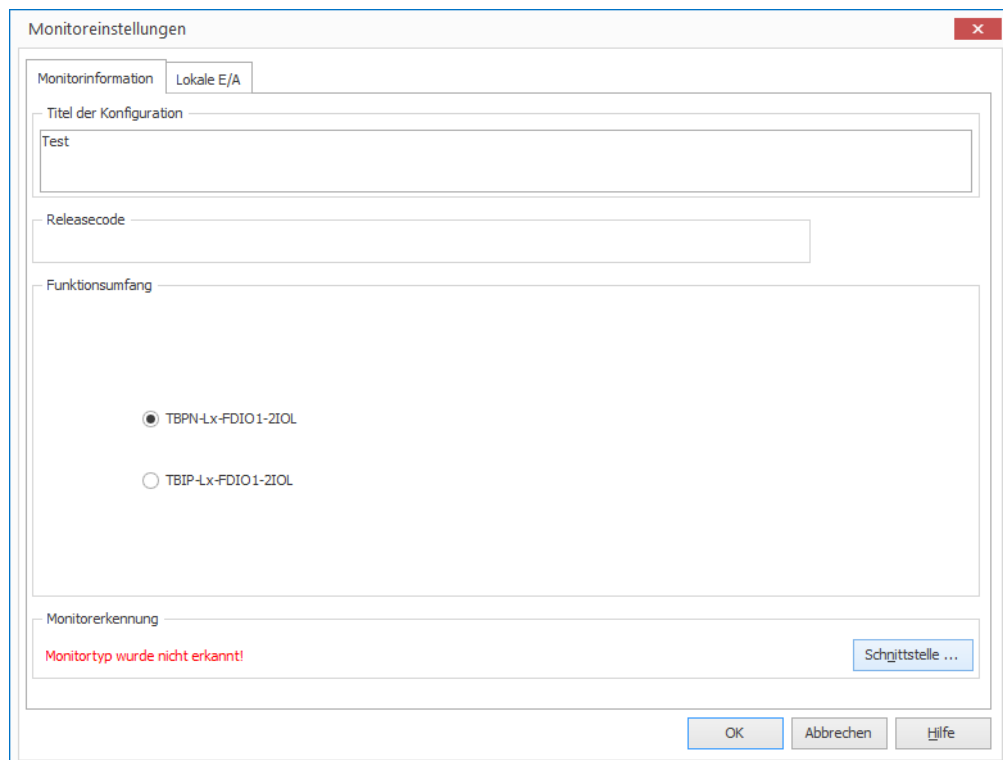 Monitoreinstellungen
Monitorinformation
Lokale E/A
Titel der Konfiguration
Test
Releasecode
Funktionsumfang
TBPN-Lx-FDIO1-2IOL
TBIP-Lx-FDIO1-2IOL
Monitorerkennung
Monitortyp wurde nicht erkannt!
Schnittstelle ...
OK
Abbrechen
Hilfe